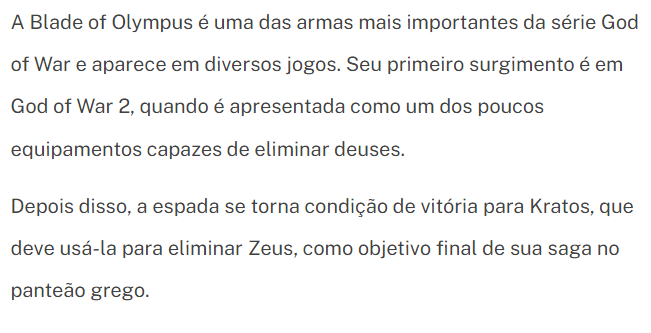 A Blade of Olympus é uma das armas mais importantes da série God
of War e aparece em diversos jogos. Seu primeiro surgimento é em
God of War 2, quando é apresentada como um dos poucos
equipamentos capazes de eliminar deuses.
Depois disso, a espada se torna condição de vitória para Kratos, que
deve usá-la para eliminar Zeus, como objetivo final de sua saga no
panteão grego.